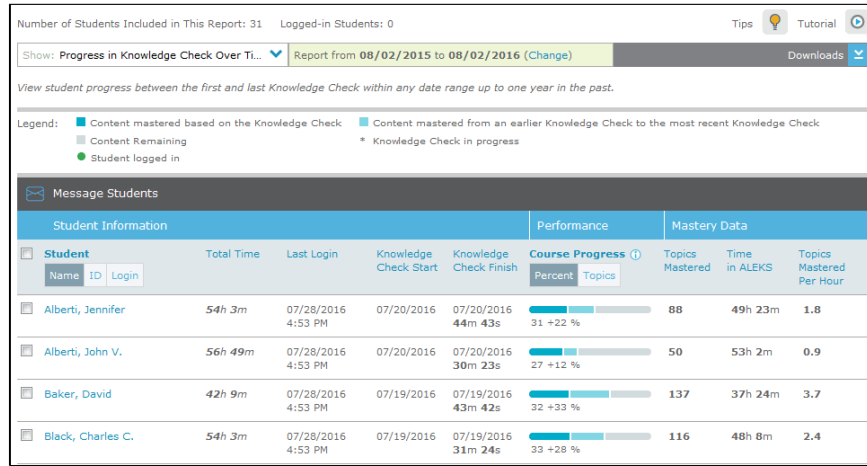 Number of Students Included in This Report: 31 Logged-in Students: 0 Tips Tutorial
Show: Progress in Knowledge Check Over Ti... Report from 08/02/2015 to 08/02/2016 (Change) Downloads
View student progress between the first and last Knowledge Check within any date range up to one year in the past.
Legend: Content mastered based on the Knowledge Check Content mastered from an earlier Knowledge Check to the most recent Knowledge Check
Content Remaining * Knowledge Check in progress
Student logged in
Message Students
Student Information Performance Mastery Data
Student Total Time Last Login Knowledge Check Start Knowledge Check Finish Course Progress Topics Mastered Time in ALEKS Topics Mastered Per Hour
Name ID Login Percent Topics
Alberti, Jennifer 54h 3m 07/28/2016 07/20/2016 07/20/2016 88 49h 23m 1.8
4:53 PM 44m 43s 31 +22 %
Alberti, John V. 56h 49m 07/28/2016 07/20/2016 07/20/2016 50 53h 2m 0.9
4:53 PM 30m 23s 27 +12 %
Baker, David 42h 9m 07/28/2016 07/19/2016 07/19/2016 137 37h 24m 3.7
4:53 PM 43m 42s 32 +33 %
Black, Charles C. 54h 3m 07/28/2016 07/19/2016 07/19/2016 116 48h 8m 2.4
4:53 PM 31m 24s 33 +28 %